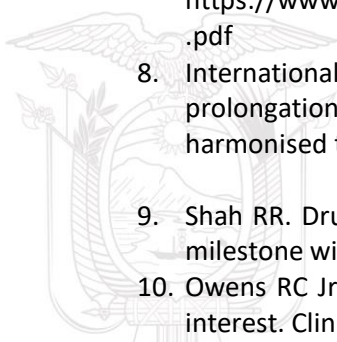 https://www
.pdf
8. International
prolongation
harmonised t
9. Shah RR. Dru
milestone wi
10. Owens RC Jr
interest. Clin